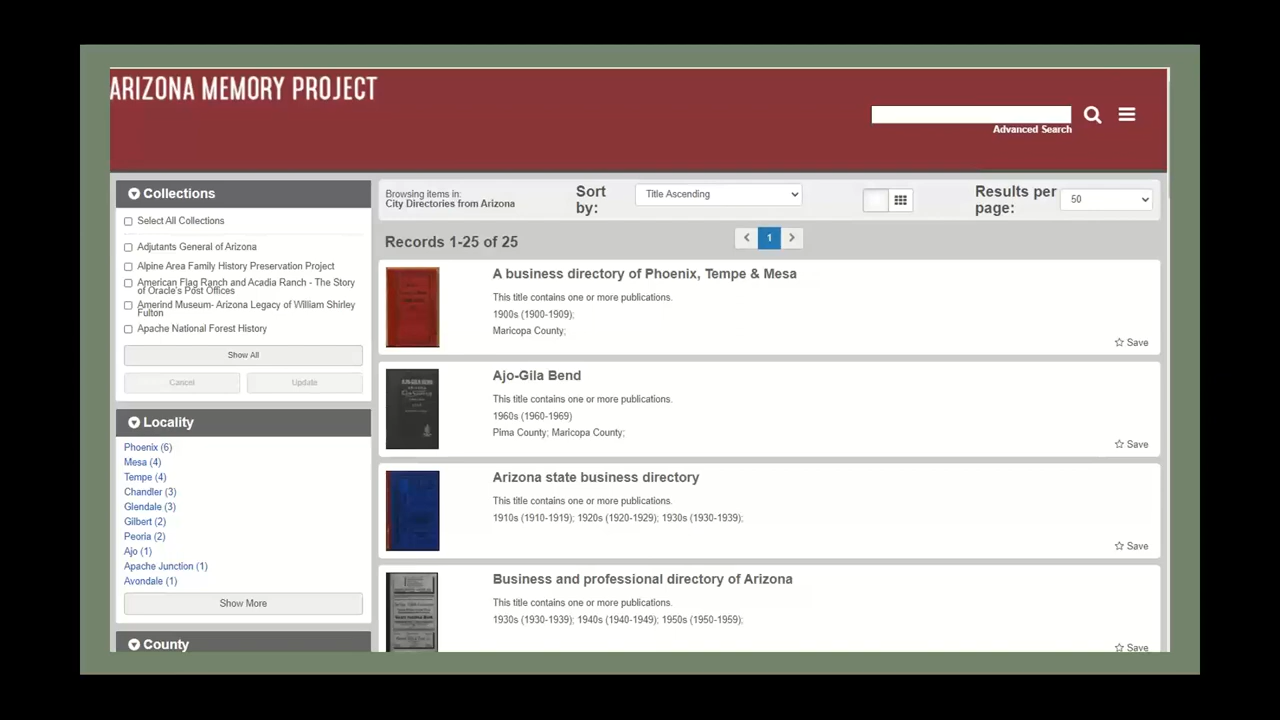 ARIZONA MEMORY PROJECT
Advanced Search
Collections
Select All Collections
Adjutants General of Arizona
Alpine Area Family History Preservation Project
American Flag Ranch and Acadia Ranch - The Story
of Oracle's Post Offices
Amerind Museum- Arizona Legacy of William Shirley
Fulton
Apache National Forest History
Show All
Cancel
Update
Locality
Phoenix (6)
Mesa (4)
Tempe (4)
Chandler (3)
Glendale (3)
Gilbert (2)
Peoria (2)
Ajo (1)
Apache Junction (1)
Avondale (1)
Show More
County
Browsing items in:
City Directories from Arizona
Sort
by:
Title Ascending
Results per
page:
50
Records 1-25 of 25
1
A business directory of Phoenix, Tempe & Mesa
This title contains one or more publications.
1900s (1900-1909);
Maricopa County;
Save
Ajo-Gila Bend
This title contains one or more publications.
1960s (1960-1969)
Pima County; Maricopa County;
Save
Arizona state business directory
This title contains one or more publications.
1910s (1910-1919); 1920s (1920-1929); 1930s (1930-1939);
Save
Business and professional directory of Arizona
This title contains one or more publications.
1930s (1930-1939); 1940s (1940-1949); 1950s (1950-1959);
Save